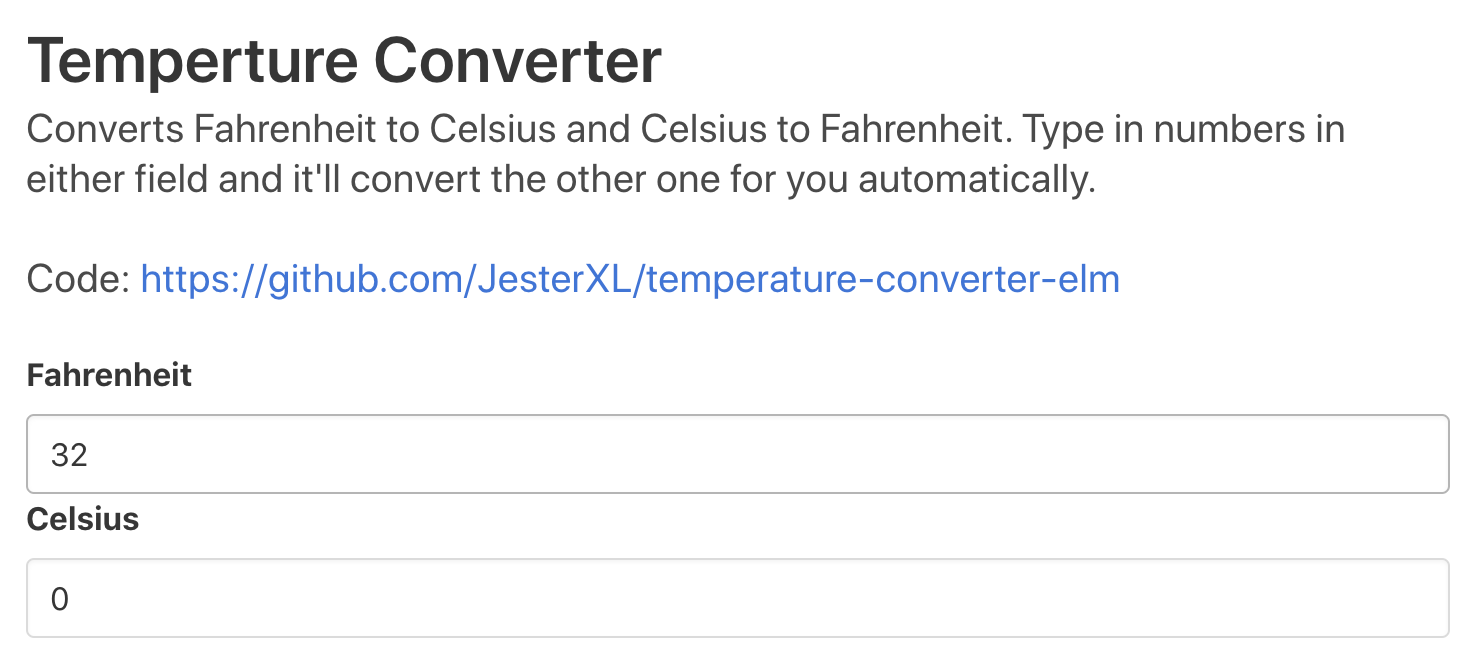 Temperture Converter
Converts Fahrenheit to Celsius and Celsius to Fahrenheit. Type in numbers in
either field and it'll convert the other one for you automatically.
Code: https://github.com/JesterXL/temperature-converter-elm
Fahrenheit
32
Celsius
0